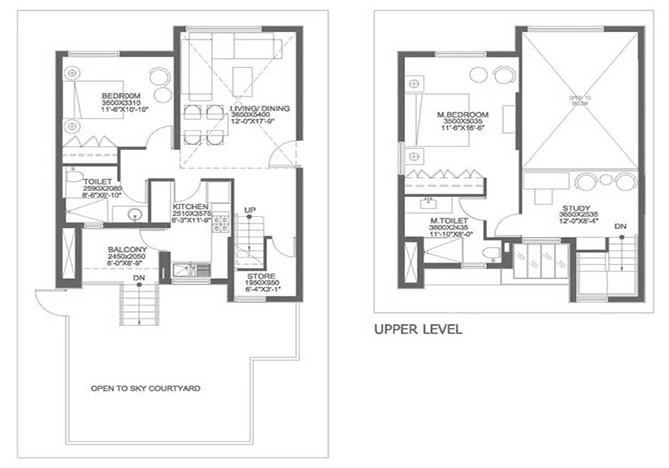 BEDROOM
3500X3310
11'-6"X10'-10"
LIVING/ DINING
3650X5400
12'-0"X17'-9"
TOILET
2590X2080
8'-6"X6'-10"
KITCHEN
2510X3575
8'-3"X11'-9"
UP
BALCONY
2450x2050
8'-0"X8'-9"
DN
STORE
1950X950
6'-4"X3'-1"
OPEN TO SKY COURTYARD
M.BEDROOM
3500X5035
11'-6"X16'-6"
OPEN TO
BELOW
STUDY
3650X2535
12'-0"X8'-4"
DN
M.TOILET
3600X2435
11'-10"X8'-0"
UPPER LEVEL